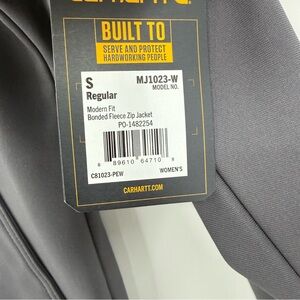 BUILT TO
SERVE AND PROTECT
HARDWORKING PEOPLE
S
MJ1023-W
Regular
MODEL NO.
Modern Fit
Bonded Fleece Zip Jacket
PO-1482254
8 89610 64710 8
CB1023-PEW
WOMEN'S
CARHARTT.COM